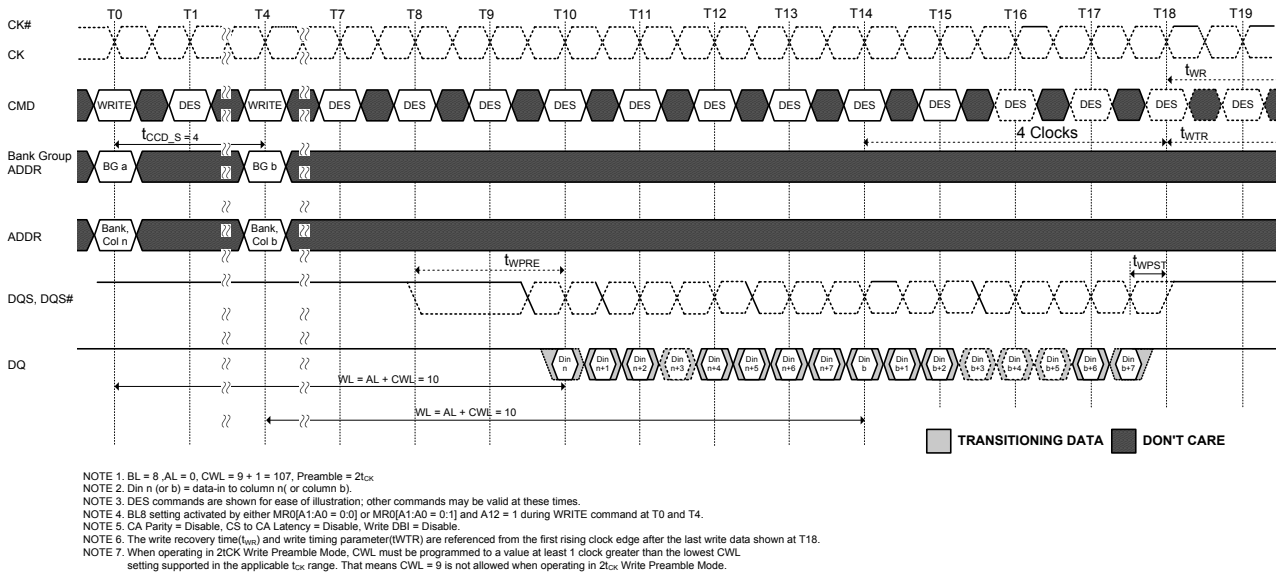 T0 T1 T4 T7 T8 T9 T10 T11 T12 T13 T14 T15 T16 T17 T18 T19
CK#
CK
tWR
CMD
WRITE DES WRITE DES DES DES DES DES DES DES DES DES DES DES DES DES
tCCD_S = 4
4 Clocks
tWTR
Bank Group
ADDR
BG a BG b
ADDR
Bank, Col n
Bank, Col b
tWPRE
tWPST
DQS, DQS#
DQ
Din n Din n+1 Din n+2 Din n+3 Din n+4 Din n+5 Din n+6 Din n+7 Din b Din b+1 Din b+2 Din b+3 Din b+4 Din b+5 Din b+6 Din b+7
WL = AL + CWL = 10
WL = AL + CWL = 10
TRANSITIONING DATA DON'T CARE
NOTE 1. BL = 8 ,AL = 0, CWL = 9 + 1 = 107, Preamble = 2tCK
NOTE 2. Din n (or b) = data-in to column n( or column b).
NOTE 3. DES commands are shown for ease of illustration; other commands may be valid at these times.
NOTE 4. BL8 setting activated by either MR0[A1:A0 = 0:0] or MR0[A1:A0 = 0:1] and A12 = 1 during WRITE command at T0 and T4.
NOTE 5. CA Parity = Disable, CS to CA Latency = Disable, Write DBI = Disable.
NOTE 6. The write recovery time(tWR) and write timing parameter(tWTR) are referenced from the first rising clock edge after the last write data shown at T18.
NOTE 7. When operating in 2tCK Write Preamble Mode, CWL must be programmed to a value at least 1 clock greater than the lowest CWL
setting supported in the applicable tCK range. That means CWL = 9 is not allowed when operating in 2tCK Write Preamble Mode.